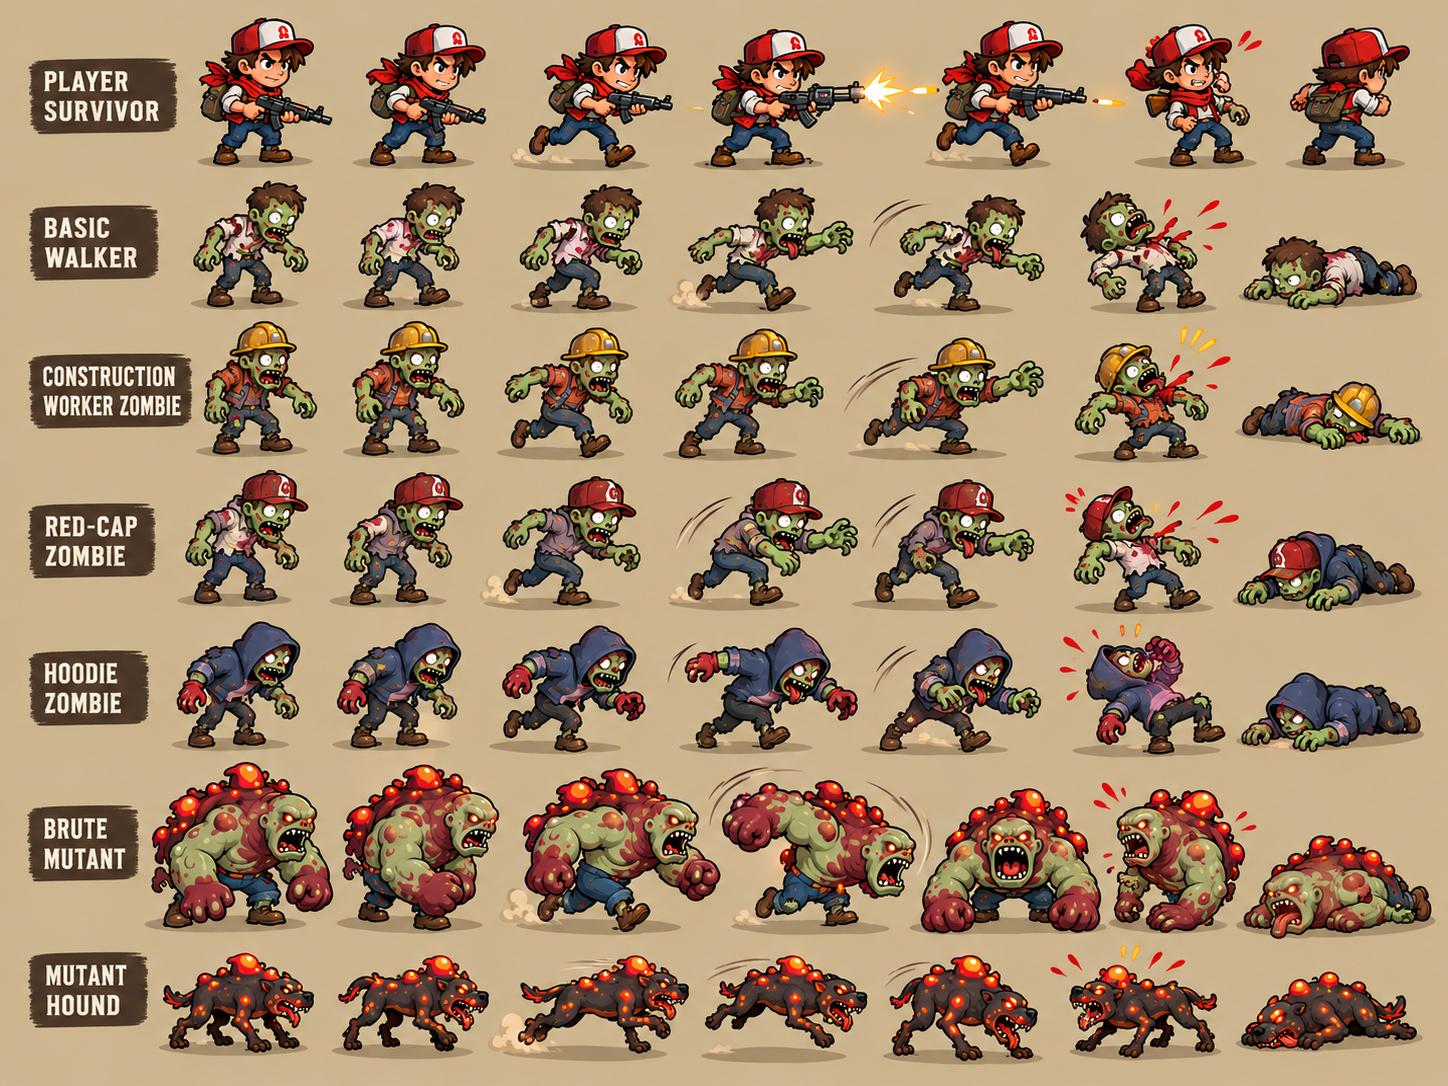 PLAYER
SURVIVOR
BASIC
WALKER
CONSTRUCTION
WORKER ZOMBIE
RED-CAP
ZOMBIE
HOODIE
ZOMBIE
BRUTE
MUTANT
MUTANT
HOUND